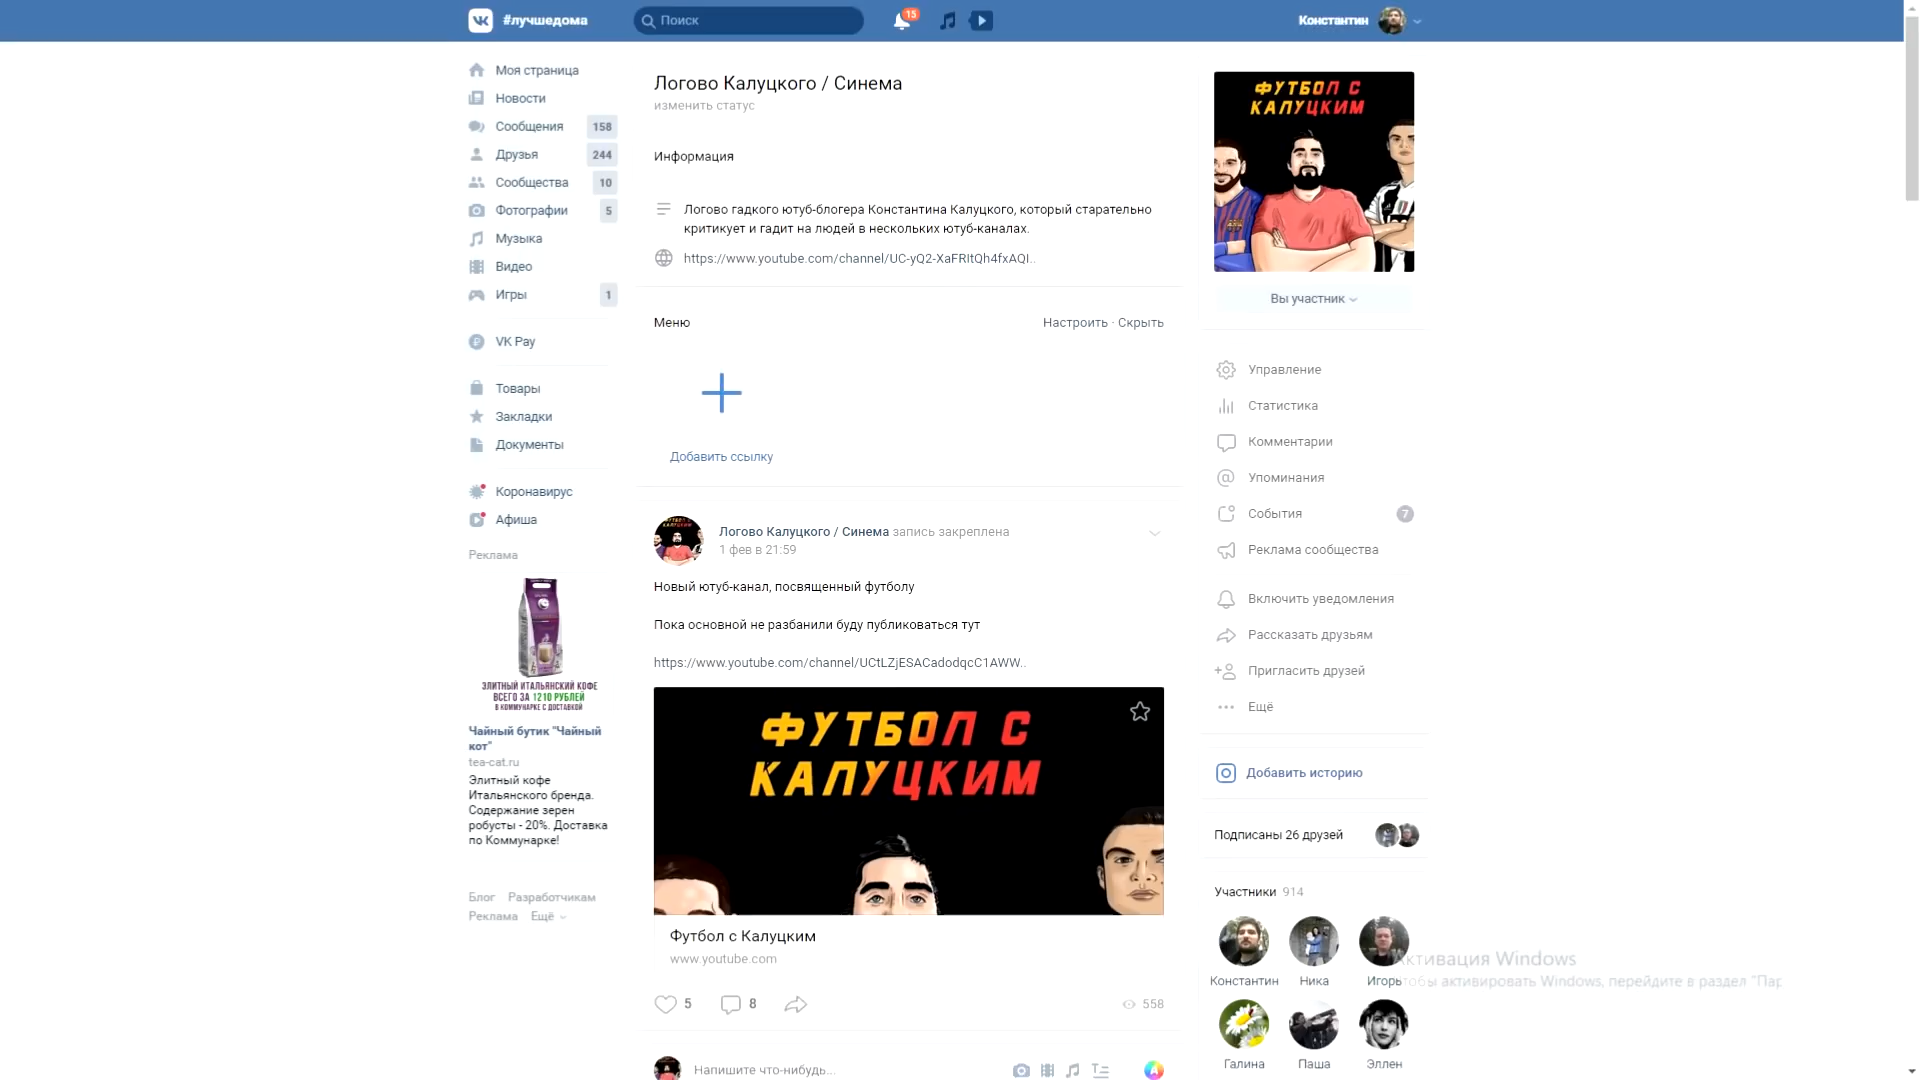 #лучшедома
Поиск
15
Константин
Моя страница
Новости
Сообщения 158
Друзья 244
Сообщества 10
Фотографии 5
Музыка
Видео
Игры 1
VK Pay
Товары
Закладки
Документы
Коронавирус
Афиша
Реклама
ЭЛИТНЫЙ ИТАЛЬЯНСКИЙ КОФЕ
ВСЕГО ЗА 1210 РУБЛЕЙ
В КОММУНАРКЕ С ДОСТАВКОЙ
Чайный бутик "Чайный
кот"
tea-cat.ru
Элитный кофе
Итальянского бренда.
Содержание зерен
робусты - 20%. Доставка
по Коммунарке!
Блог Разработчикам
Реклама Ещё
Логово Калуцкого / Синема
изменить статус
Информация
Логово гадкого ютуб-блогера Константина Калуцкого, который старательно
критикует и гадит на людей в нескольких ютуб-каналах.
https://www.youtube.com/channel/UC-yQ2-XaFRItQh4fxAQI..
Меню
Настроить · Скрыть
Добавить ссылку
Логово Калуцкого / Синема запись закреплена
1 фев в 21:59
Новый ютуб-канал, посвященный футболу
Пока основной не разбанили буду публиковаться тут
https://www.youtube.com/channel/UCtLZjESACadodqcC1AWW..
ФУТБОЛ С
КАЛУЦКИМ
Футбол с Калуцким
www.youtube.com
5 8
558
Напишите что-нибудь...
ФУТБОЛ С
КАЛУЦКИМ
Вы участник
Управление
Статистика
Комментарии
Упоминания
События 7
Реклама сообщества
Включить уведомления
Рассказать друзьям
Пригласить друзей
Ещё
Добавить историю
Подписаны 26 друзей
Участники 914
Константин Ника Игорь
Галина Паша Эллен
Активация Windows
Чтобы активировать Windows, перейдите в раздел "Пар